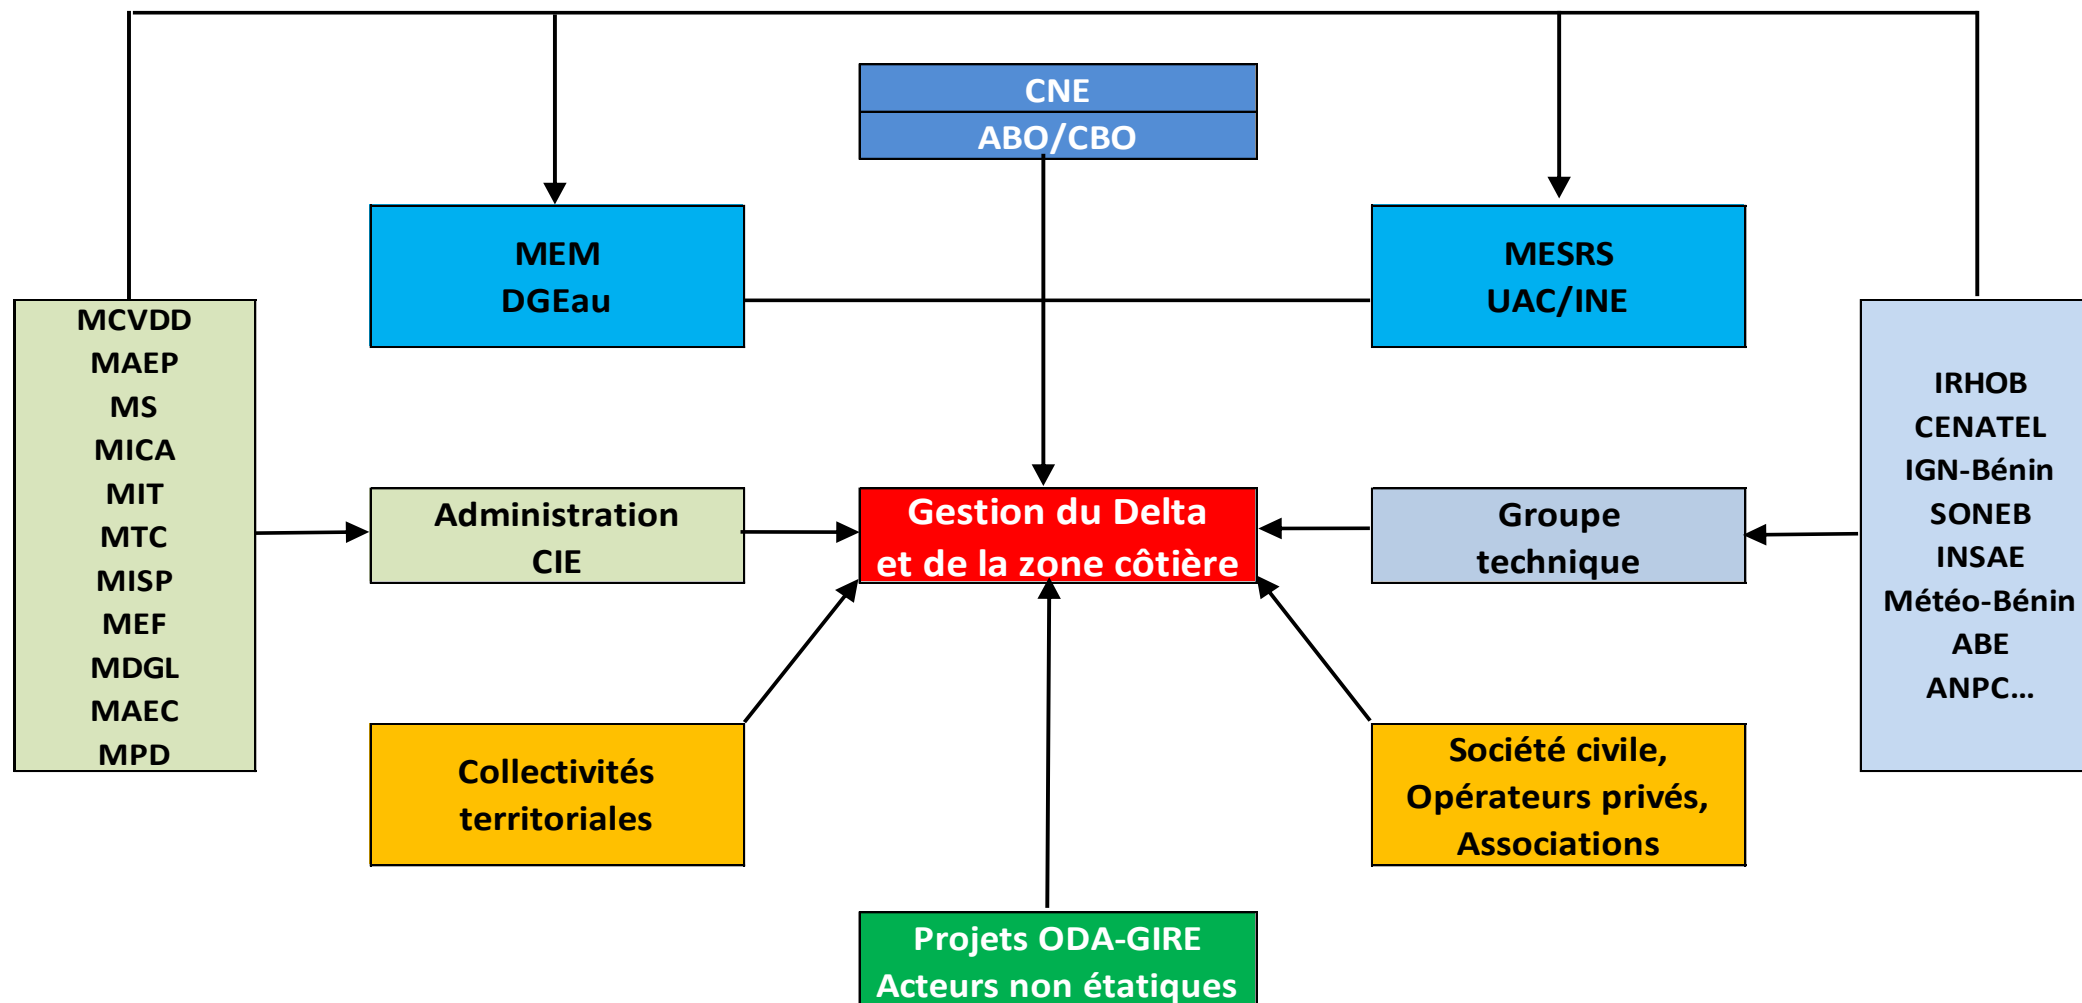 CNE
ABO/CBO
MEM
DGEau
MESRS
UAC/INE
MCVDD
MAEP
MS
MICA
MIT
MTC
MISP
MEF
MDGL
MAEC
MPD
Administration
CIE
Gestion du Delta
et de la zone côtière
Groupe
technique
IRHOB
CENATEL
IGN-Bénin
SONEB
INSAE
Météo-Bénin
ABE
ANPC...
Collectivités
territoriales
Société civile,
Opérateurs privés,
Associations
Projets ODA-GIRE
Acteurs non étatiques